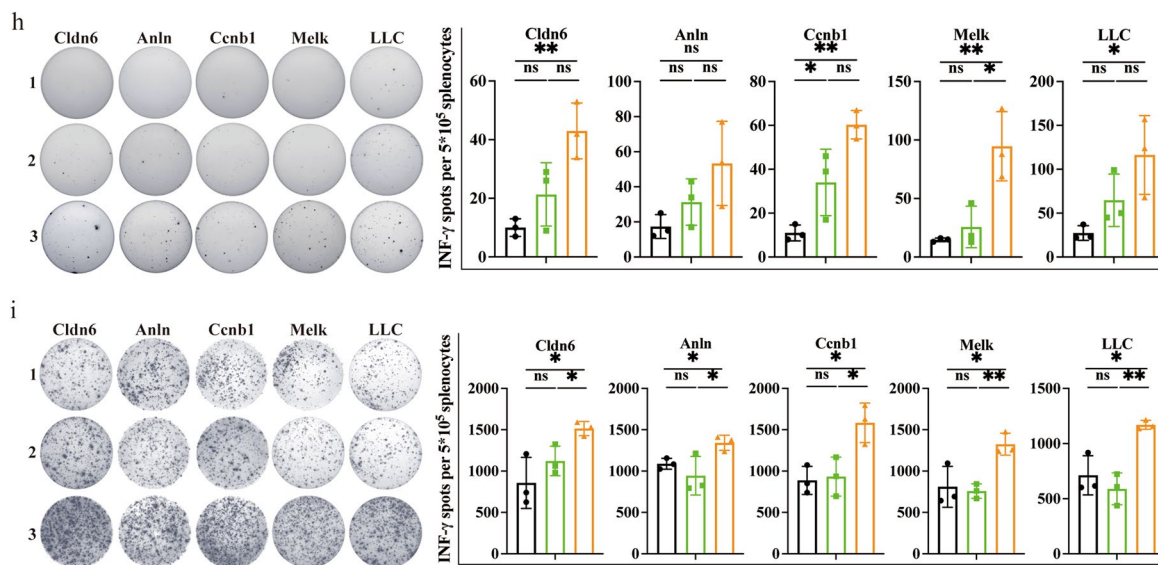 h
Cldn6 Anln Ccnb1 Melk LLC
1
2
3
INF-γ spots per 5*10⁵ splenocytes
Cldn6
**
ns ns
60
40
20
0
Anln
ns
ns ns
100
80
60
40
20
0
Ccnb1
**
* ns
80
60
40
20
0
Melk
**
ns *
150
100
50
0
LLC
*
ns ns
200
150
100
50
0
i
Cldn6 Anln Ccnb1 Melk LLC
1
2
3
INF-γ spots per 5*10⁵ splenocytes
Cldn6
*
ns *
2000
1500
1000
500
0
Anln
*
ns *
2000
1500
1000
500
0
Ccnb1
*
ns *
2000
1500
1000
500
0
Melk
*
ns **
2000
1500
1000
500
0
LLC
*
ns **
1500
1000
500
0